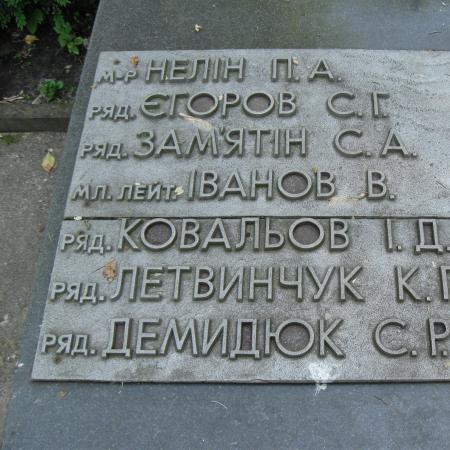 м-р НЕЛІН П. А.
ряд. ЄГОРОВ С. Г.
ряд. ЗАМ'ЯТІН С. А.
мл. лейт. ІВАНОВ В.
ряд. КОВАЛЬОВ І. Д.
ряд. ЛЕТВИНЧУК К. Г
ряд. ДЕМИДЮК С. Р.